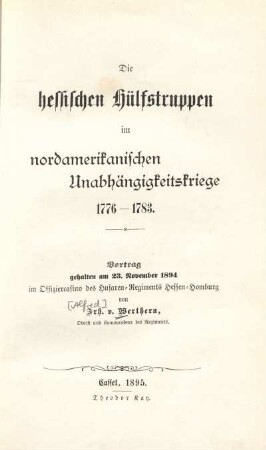 Die
hessischen Hülfstruppen
im
nordamerikanischen
Unabhängigkeitskriege
1776—1783.
Vortrag
gehalten am 23. November 1894
im Offiziercasino des Husaren-Regiments Hessen-Homburg
von
[Alfred]
Frh. v. Werthern,
Oberst und Kommandeur des Regiments.
Cassel, 1895.
Theodor Kay.